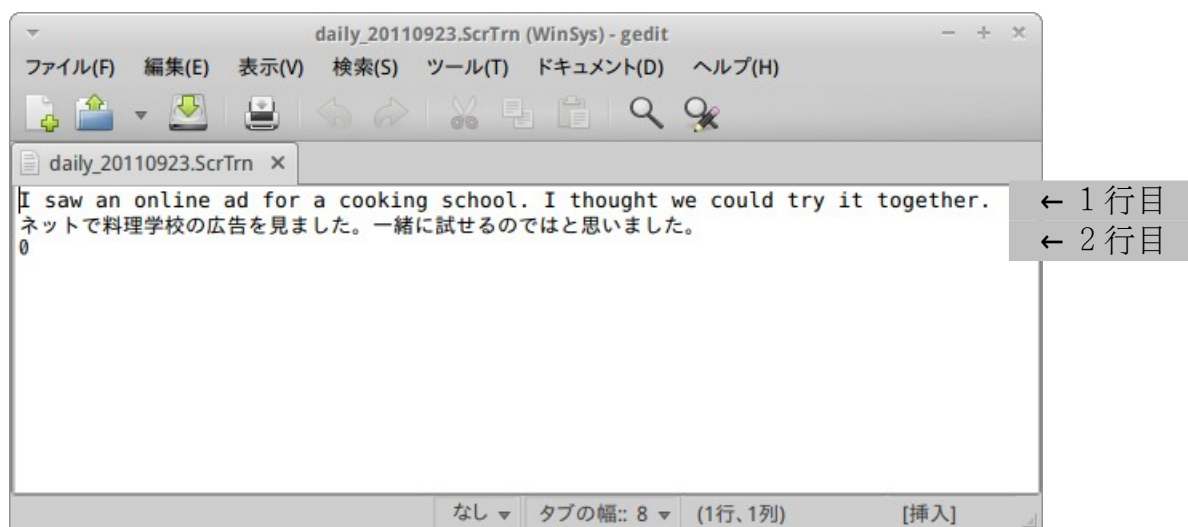 daily_20110923.ScrTrn (WinSys) - gedit
ファイル(F) 編集(E) 表示(V) 検索(S) ツール(T) ドキュメント(D) ヘルプ(H)
daily_20110923.ScrTrn ×
I saw an online ad for a cooking school. I thought we could try it together.
← 1行目
ネットで料理学校の広告を見ました。一緒に試せるのではと思いました。
← 2行目
0
なし タブの幅:: 8 (1行、1列) [挿入]